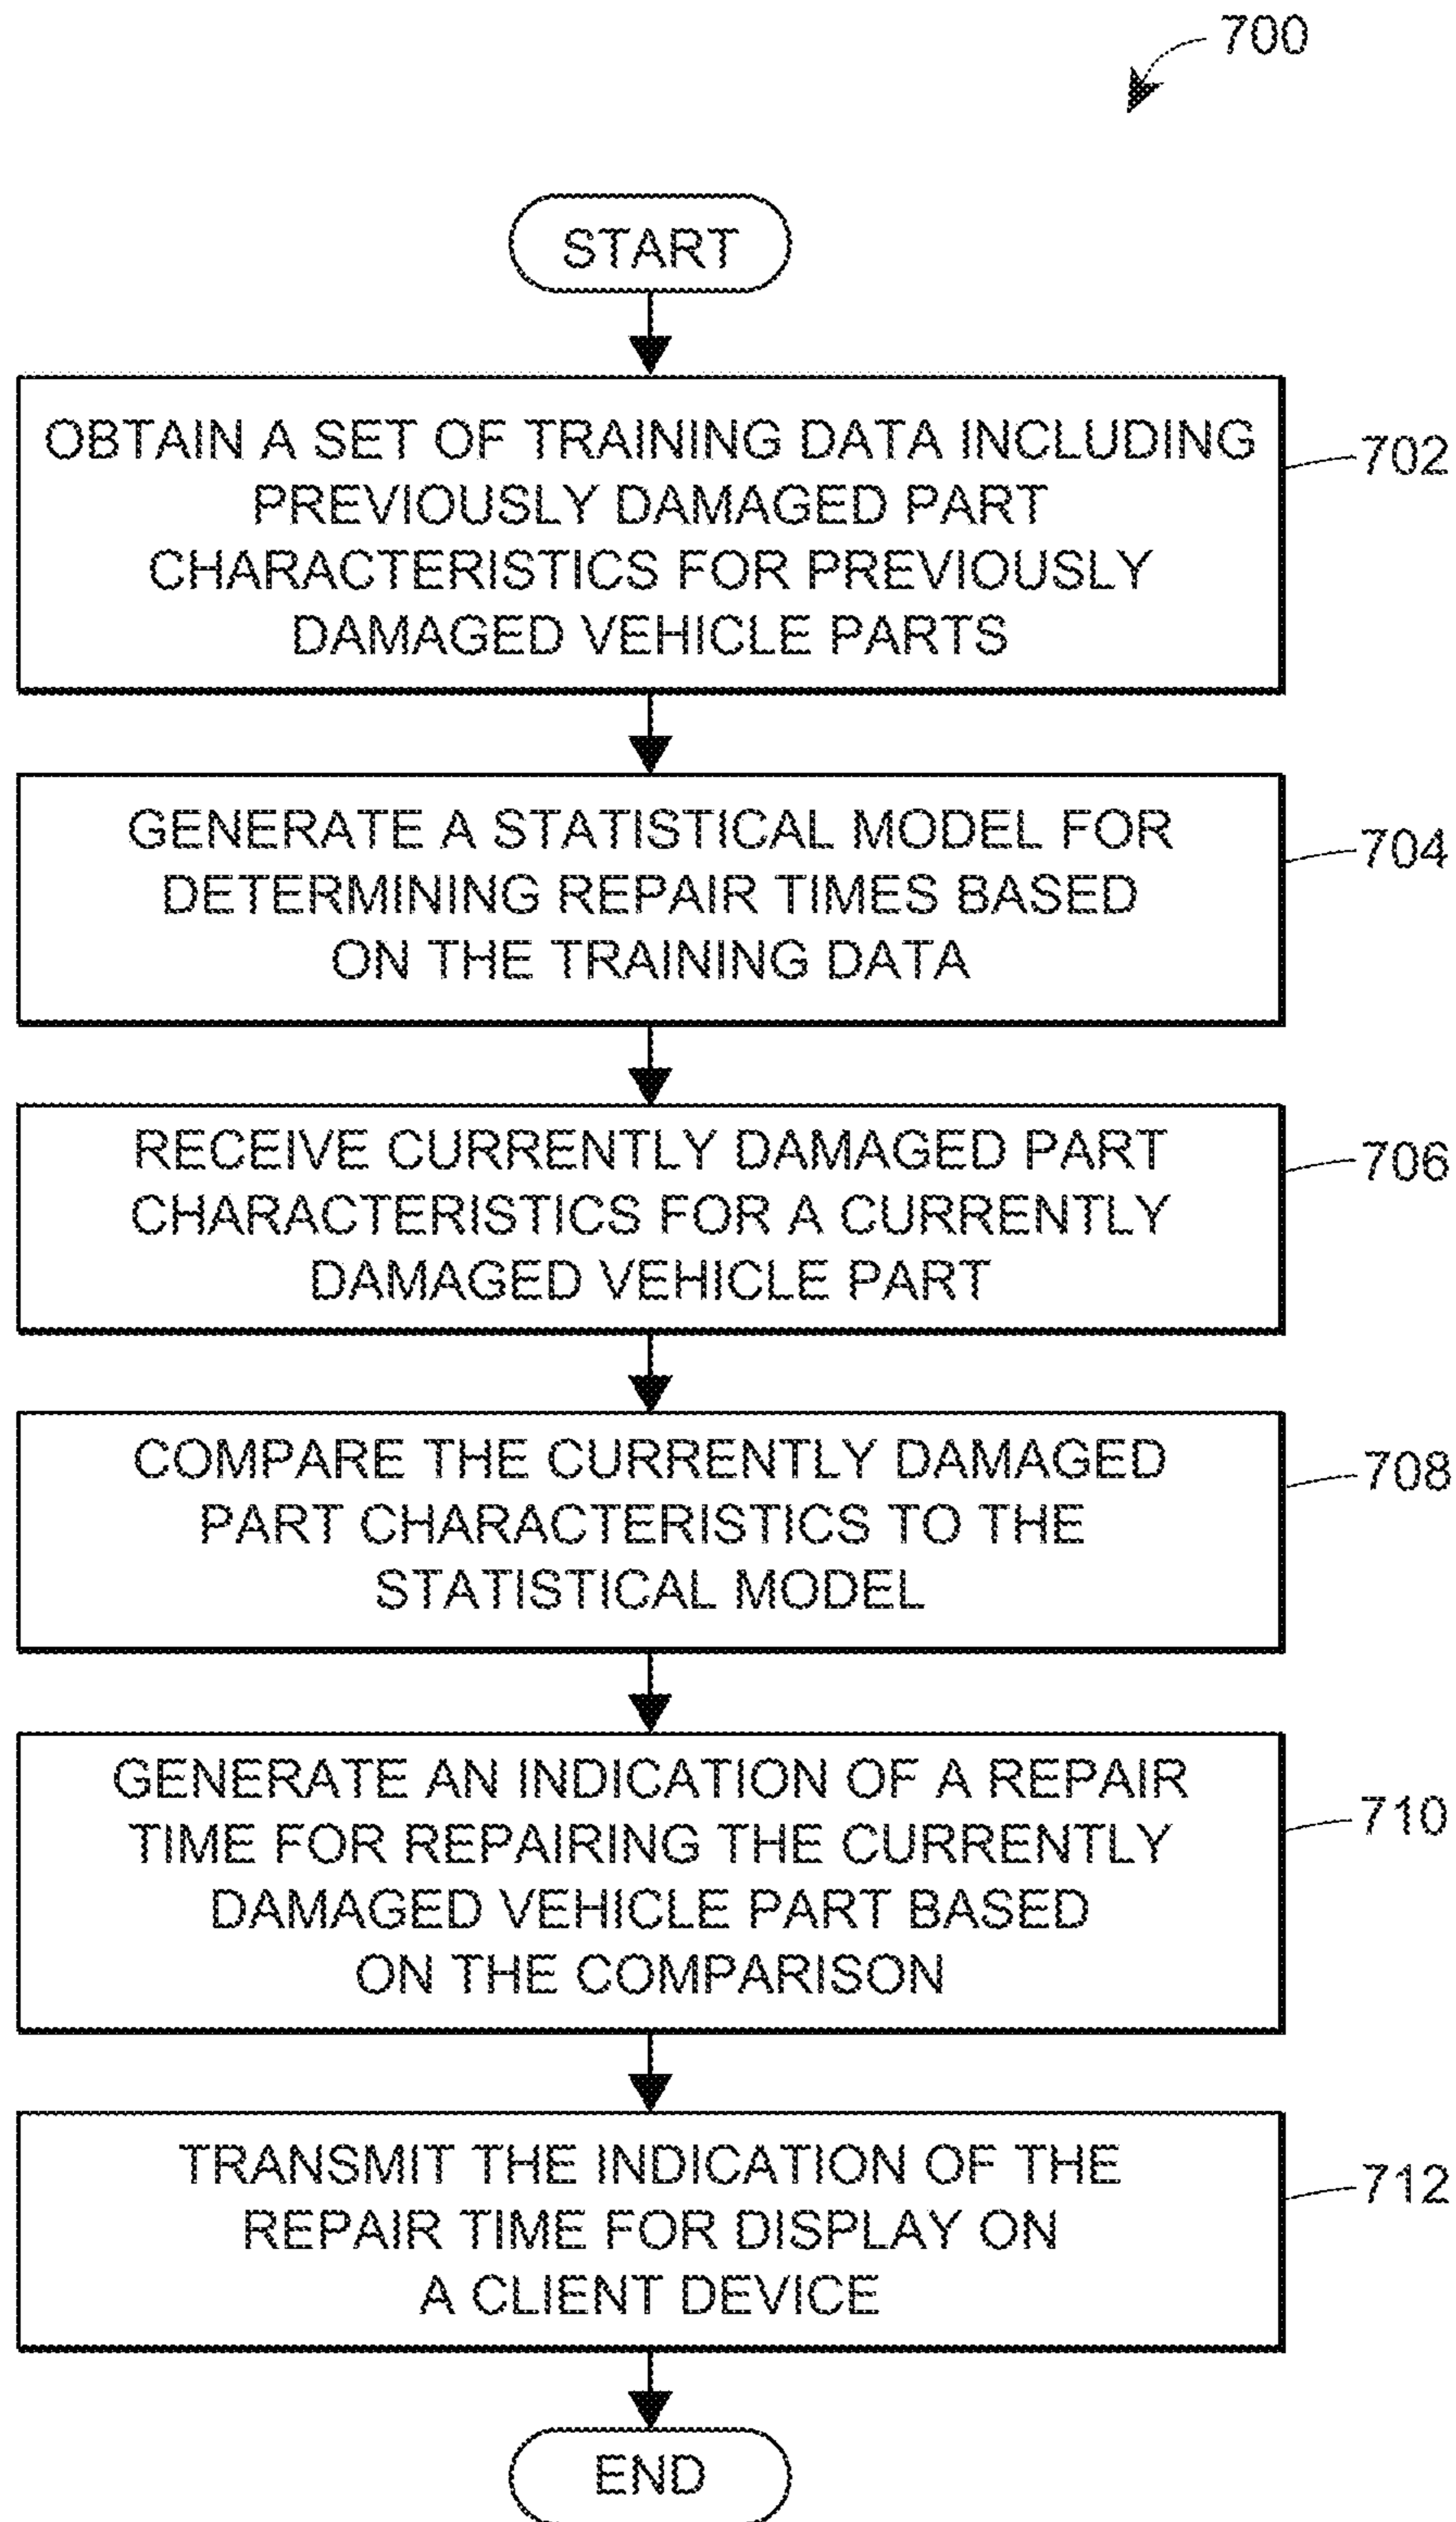 700
START
OBTAIN A SET OF TRAINING DATA INCLUDING
PREVIOUSLY DAMAGED PART
CHARACTERISTICS FOR PREVIOUSLY
DAMAGED VEHICLE PARTS
702
GENERATE A STATISTICAL MODEL FOR
DETERMINING REPAIR TIMES BASED
ON THE TRAINING DATA
704
RECEIVE CURRENTLY DAMAGED PART
CHARACTERISTICS FOR A CURRENTLY
DAMAGED VEHICLE PART
706
COMPARE THE CURRENTLY DAMAGED
PART CHARACTERISTICS TO THE
STATISTICAL MODEL
708
GENERATE AN INDICATION OF A REPAIR
TIME FOR REPAIRING THE CURRENTLY
DAMAGED VEHICLE PART BASED
ON THE COMPARISON
710
TRANSMIT THE INDICATION OF THE
REPAIR TIME FOR DISPLAY ON
A CLIENT DEVICE
712
END